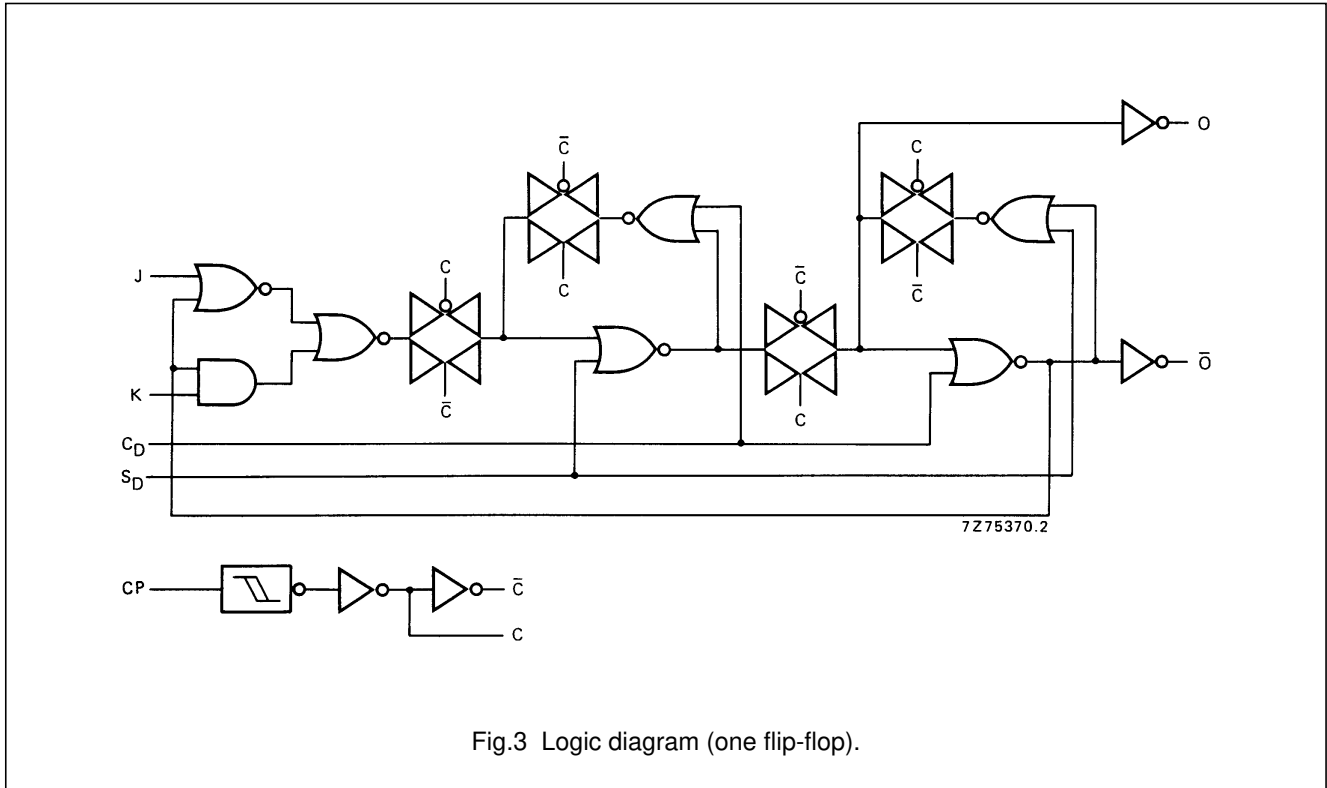 O
C̄
C
J
C
C̄
C
C̄
O̅
K
C̄
C
C_D
S_D
7Z75370.2
CP
C̄
C
Fig.3 Logic diagram (one flip-flop).